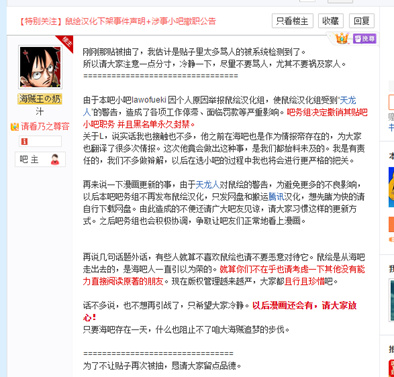 【特别关注】鼠绘汉化下架事件声明+涉事小吧撤职公告
只看楼主
收藏
回复
海贼王の奶
汁
请看乃之尊容
1
吧 主
刚刚那贴被抽了，我估计是贴子里太多骂人的被系统检测到了。
所以请大家注意一点分寸，冷静一下，尽量不要骂人，尤其不要祸及家人。
=================================
由于本吧小吧lawofueki 因个人原因举报鼠绘汉化组，使鼠绘汉化组受到“天龙
人”的警告，造成了各项工作停滞、面临罚款等严重影响。吧务组决定撤销其贴吧
小吧职务 并且黑名单永久封禁。
关于L，说实话我也接触也不多，他之前在海吧也是作为情报帝存在的，为大家
也翻译了很多次情报。这次他竟会做出这种事，是我们都始料未及的。我是有责
任的，我们不多做辩解，以后在选小吧的过程中我也将会进行更严格的把关。
再来说一下漫画更新的事，由于天龙人对鼠绘的警告，为避免更多的不良影响，
以后本吧吧务组不再发布鼠绘汉化，只发网盘和搬运腾讯汉化，想先睹为快的请
自行下载网盘。由此造成的不便还请广大吧友见谅，请大家习惯这样的更新方
式。之后吧务组也会积极协调，争取让吧友们正常地看上漫画。
再说几句话题外话，有些人就算不喜欢鼠绘也请不要恶意对待它。鼠绘是从海吧
走出去的，是海吧人一直引以为荣的。就算你们不在乎也请考虑一下其他没有能
力直接阅读原著的朋友。现在版权管理越来越严，大家都且行且珍惜吧。
话不多说，也不想再引战了，只希望大家冷静。以后漫画还会有，请大家放
心！
只要海吧存在一天，什么也阻止不了咱大海贼追梦的步伐。
================================
为了不让贴子再次被抽，恳请大家留点品德。